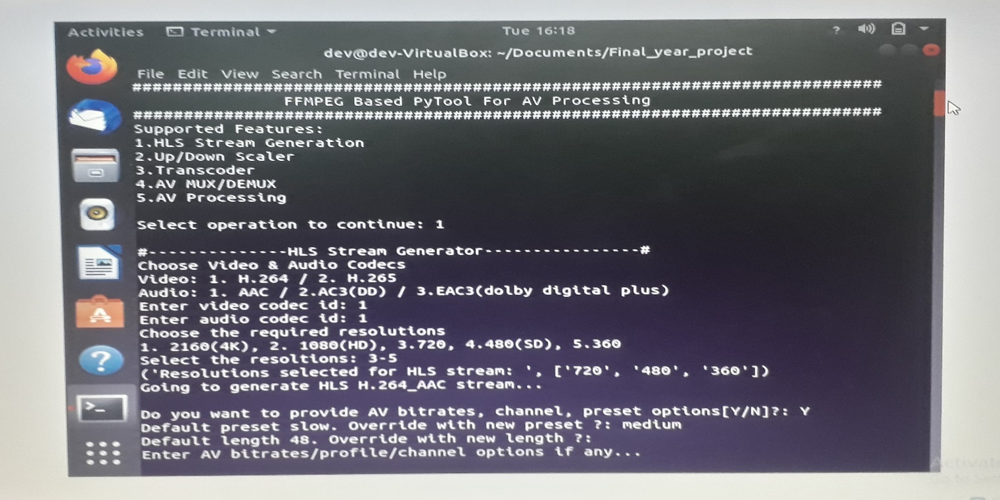 Activities Terminal Tue 16:18 ?
dev@dev-VirtualBox: ~/Documents/Final_year_project
File Edit View Search Terminal Help
###########################################################################
FFMPEG Based PyTool For AV Processing
###########################################################################
Supported Features:
1.HLS Stream Generation
2.Up/Down Scaler
3.Transcoder
4.AV MUX/DEMUX
5.AV Processing
Select operation to continue: 1
#--------------HLS Stream Generator----------------#
Choose Video & Audio Codecs
Video: 1. H.264 / 2. H.265
Audio: 1. AAC / 2.AC3(DD) / 3.EAC3(dolby digital plus)
Enter video codec id: 1
Enter audio codec id: 1
Choose the required resolutions
1. 2160(4K), 2. 1080(HD), 3.720, 4.480(SD), 5.360
Select the resoltions: 3-5
('Resolutions selected for HLS stream: ', ['720', '480', '360'])
Going to generate HLS H.264_AAC stream...
Do you want to provide AV bitrates, channel, preset options[Y/N]?: Y
Default preset slow. Override with new preset ?: medium
Default length 48. Override with new length ?:
Enter AV bitrates/profile/channel options if any...